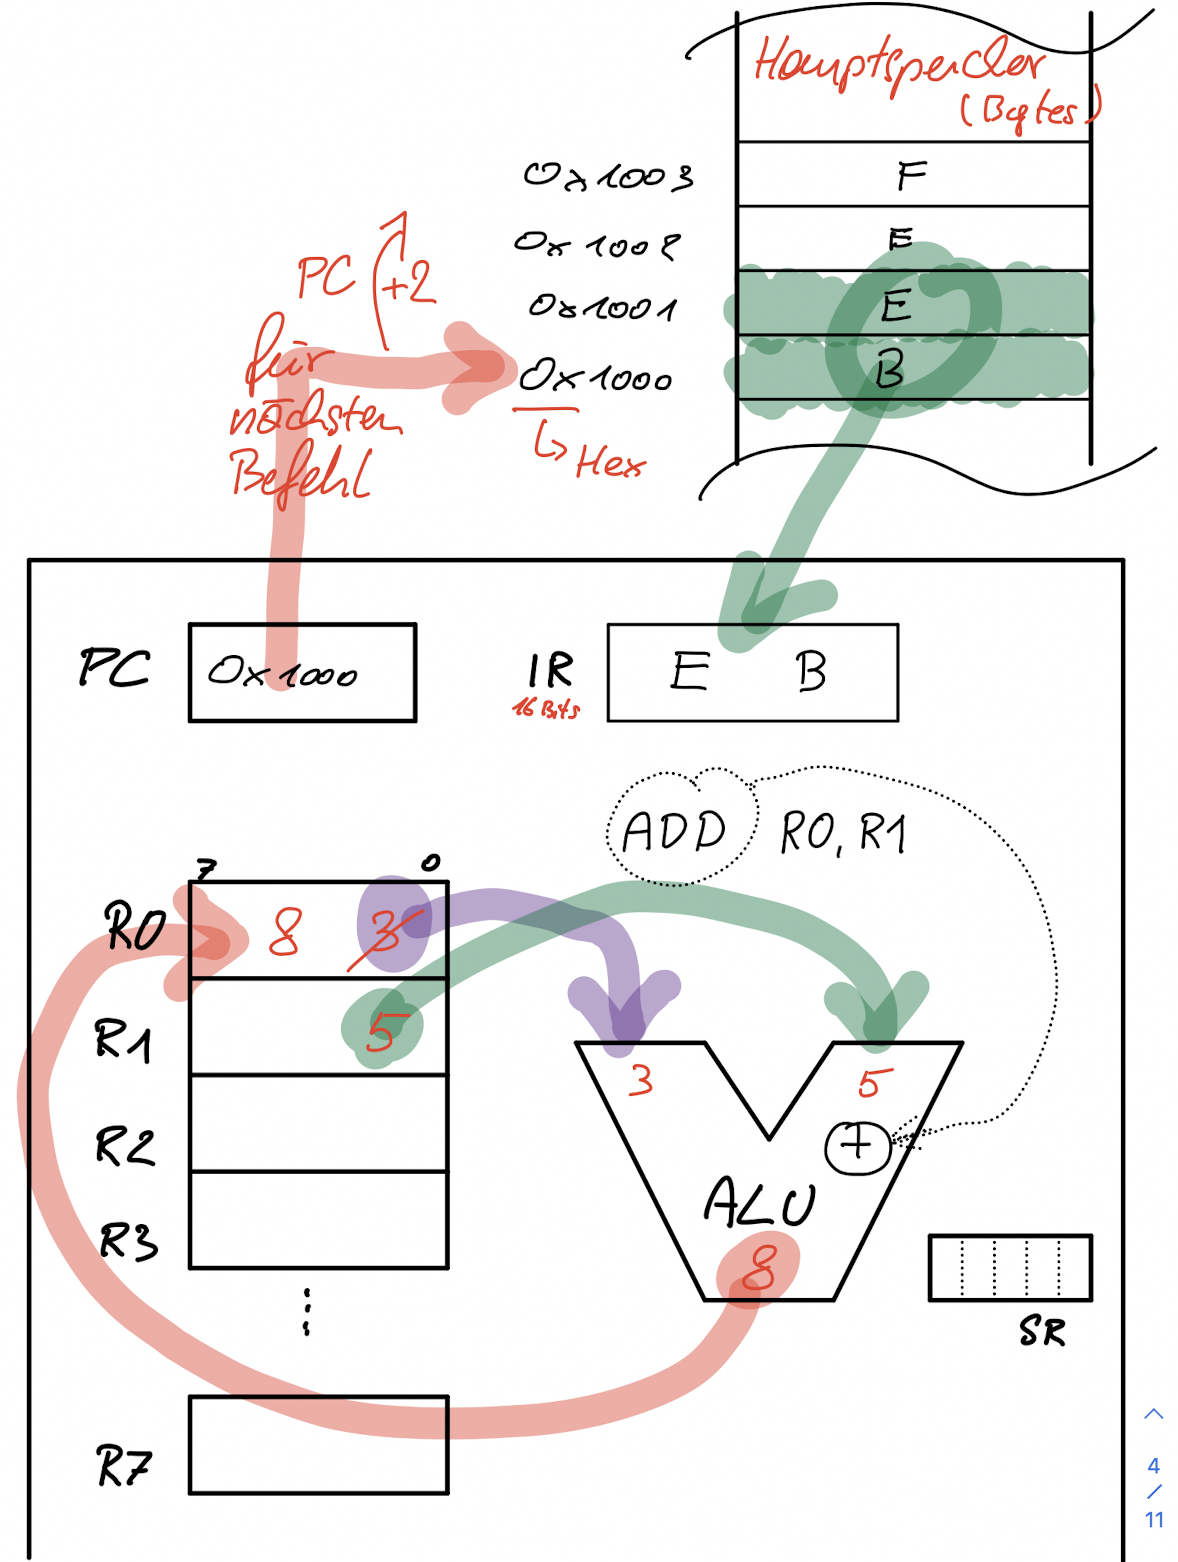 Hauptspeicher
(Bytes)
0x1003 F
0x1002 E
0x1001 E
0x1000 B
Hex
PC +2
für
nächsten
Befehl
PC 0x1000
IR E B
16 Bits
ADD R0, R1
7 0
R0 8 3
R1 5
R2
R3
R7
3 5
+
ALU
8
SR
4
/
11